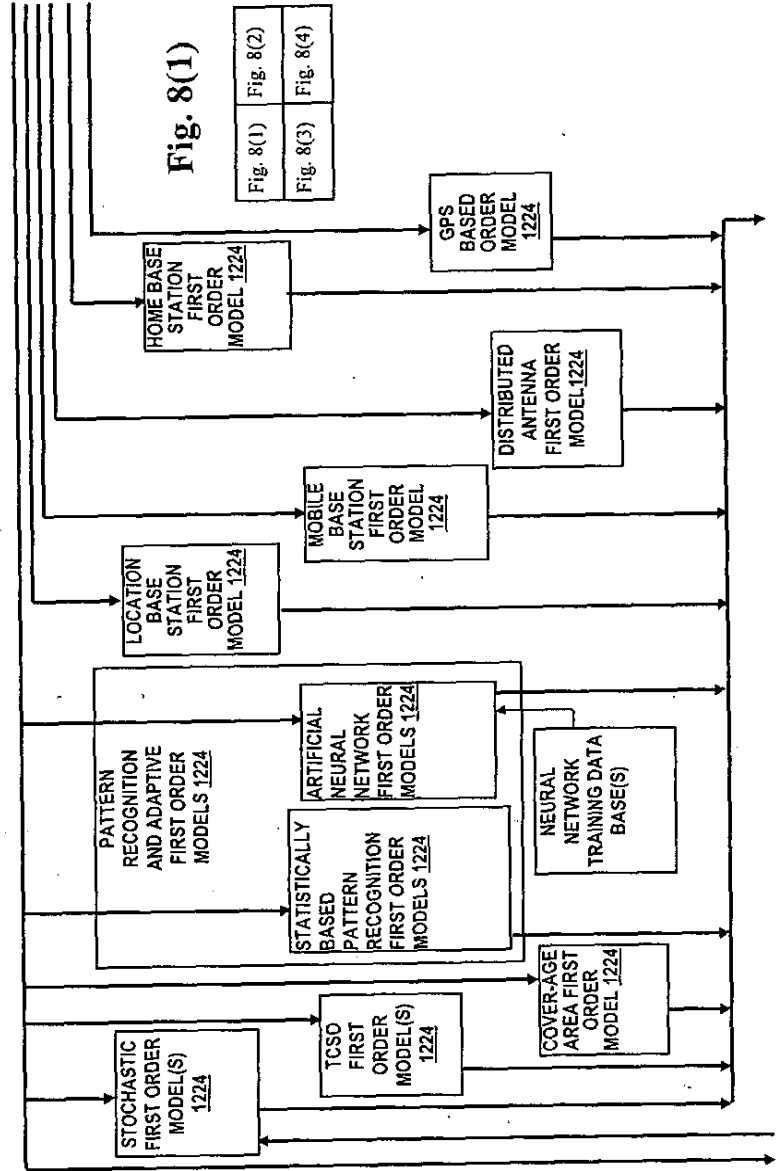 Fig. 8(1)
Fig. 8(1)
Fig. 8(2)
Fig. 8(3)
Fig. 8(4)
STOCHASTIC
FIRST ORDER
MODEL(S)
1224
TCSO FIRST
ORDER
MODEL(S)
1224
COVER-AGE
AREA FIRST
ORDER
MODEL 1224
PATTERN
RECOGNITION
AND ADAPTIVE
FIRST ORDER
MODELS 1224
STATISTICALLY
BASED
PATTERN
RECOGNITION
FIRST ORDER
MODELS 1224
ARTIFICIAL
NEURAL
NETWORK
FIRST ORDER
MODELS 1224
NEURAL
NETWORK
TRAINING DATA
BASE(S)
LOCATION
BASE
STATION
FIRST
ORDER
MODEL 1224
MOBILE
BASE
STATION FIRST
ORDER
MODEL
1224
DISTRIBUTED
ANTENNA
FIRST ORDER
MODEL1224
HOME BASE
STATION
FIRST
ORDER
MODEL 1224
GPS
BASED
ORDER
MODEL
1224